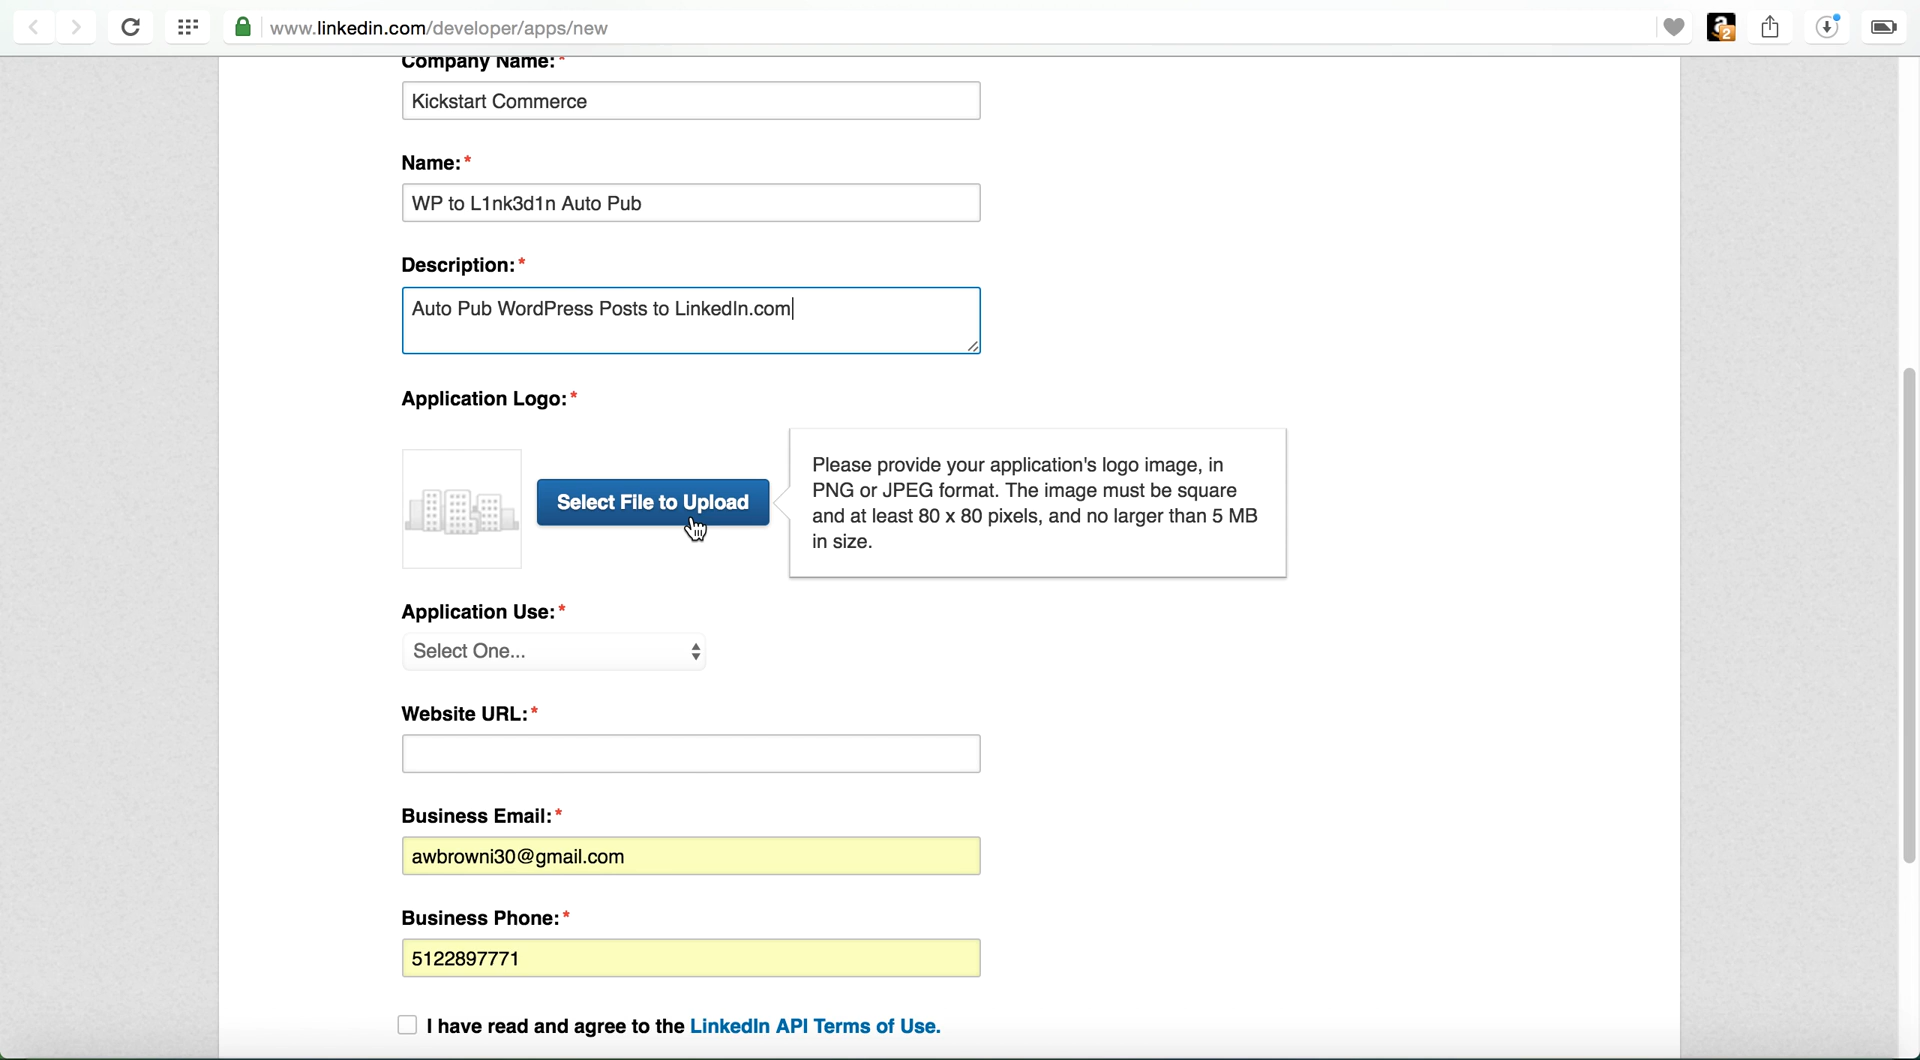 www.linkedin.com/developer/apps/new
a
2
Company Name:*
Kickstart Commerce
Name:*
WP to L1nk3d1n Auto Pub
Description:*
Auto Pub WordPress Posts to LinkedIn.com
Application Logo:*
Select File to Upload
Please provide your application's logo image, in
PNG or JPEG format. The image must be square
and at least 80 x 80 pixels, and no larger than 5 MB
in size.
Application Use:*
Select One...
Website URL:*
Business Email:*
awbrowni30@gmail.com
Business Phone:*
5122897771
I have read and agree to the LinkedIn API Terms of Use.